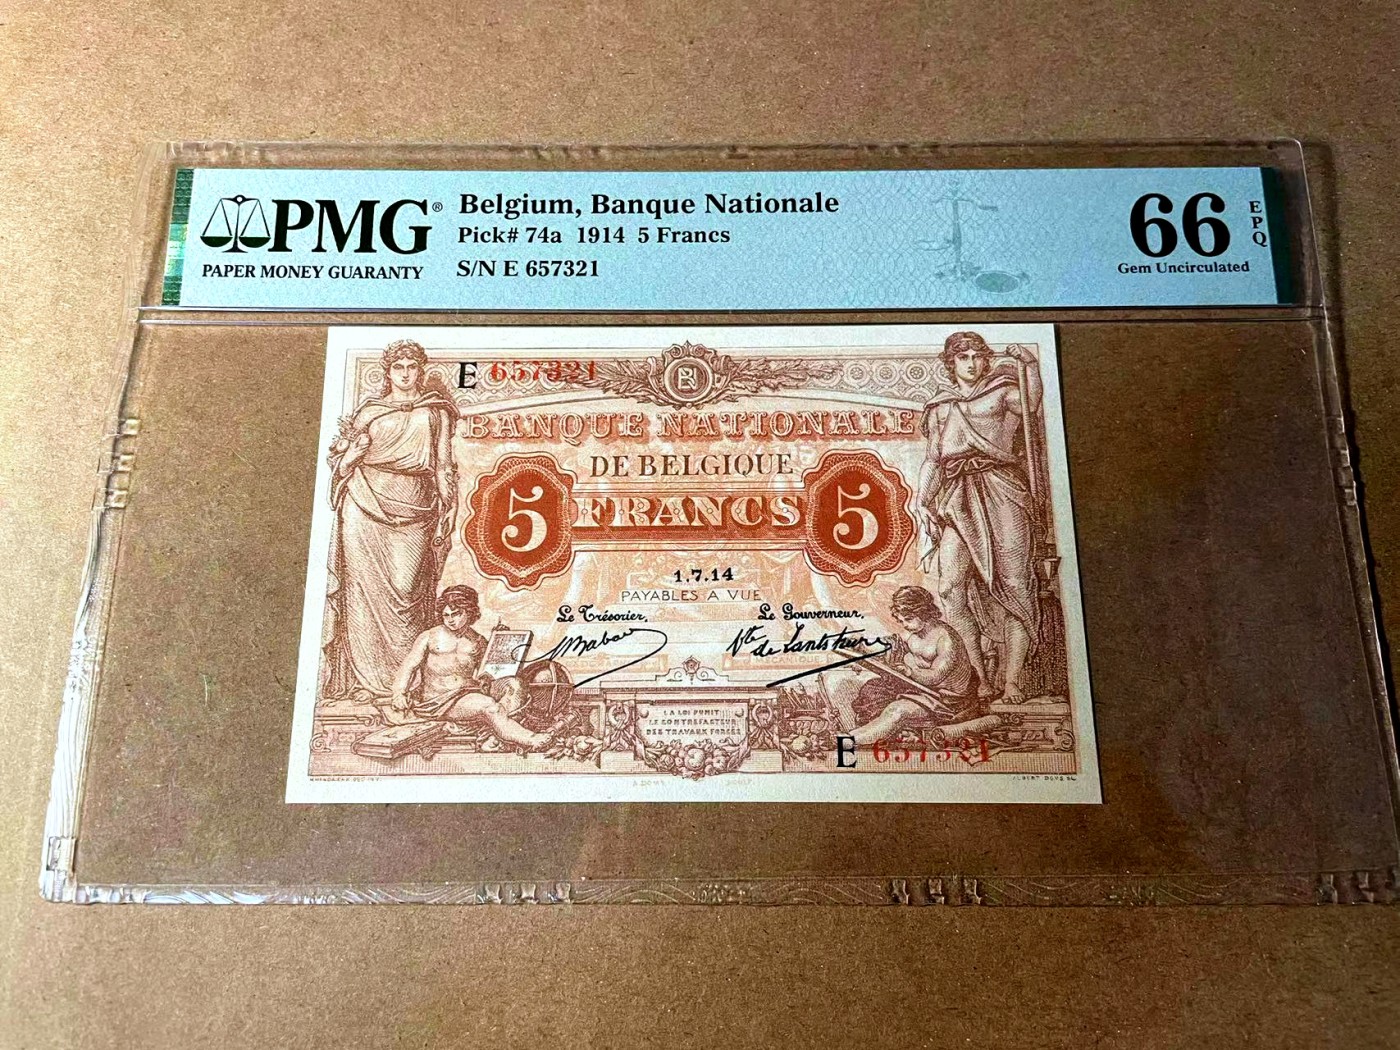 PMG®
PAPER MONEY GUARANTY
Belgium, Banque Nationale
Pick# 74a 1914 5 Francs
S/N E 657321
66
EPQ
Gem Uncirculated
E 657321
BANQUE NATIONALE
DE BELGIQUE
5 FRANCS 5
1.7.14
PAYABLES A VUE
Le Trésorier,
Le Gouverneur,
LA LOI PUNIT
LE CONTREFACTEUR
DES TRAVAUX FORCÉS
E 657321